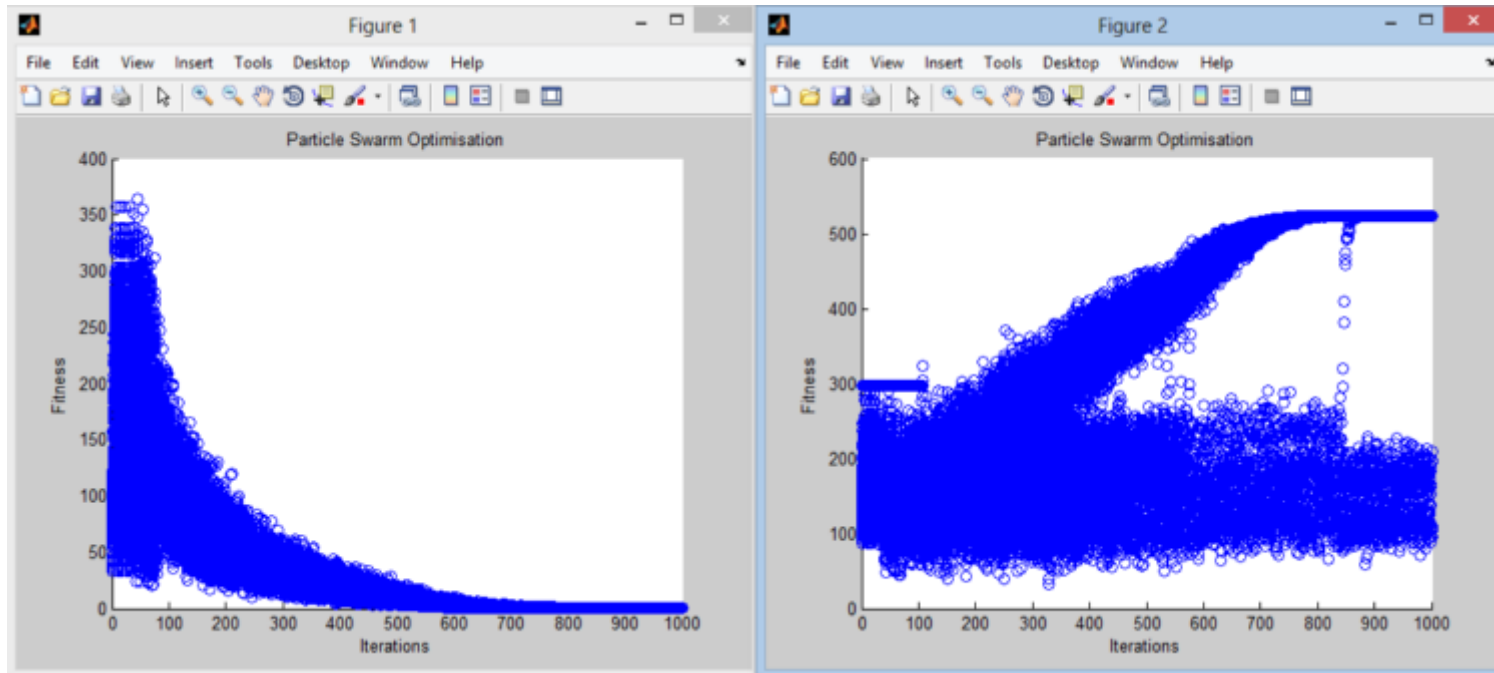 Figure 1
File Edit View Insert Tools Desktop Window Help
Particle Swarm Optimisation
400
350
300
250
200
150
100
50
0
Fitness
0 100 200 300 400 500 600 700 800 900 1000
Iterations
Figure 2
File Edit View Insert Tools Desktop Window Help
Particle Swarm Optimisation
600
500
400
300
200
100
0
Fitness
0 100 200 300 400 500 600 700 800 900 1000
Iterations